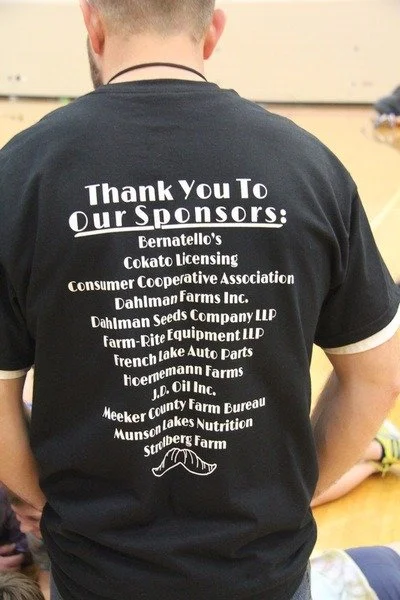 Thank You To
Our Sponsors:
Bernatello's
Cokato Licensing
Consumer Cooperative Association
Dahlman Farms Inc.
Dahlman Seeds Company LLP
Farm-Rite Equipment LLP
French Lake Auto Parts
Hoernemann Farms
J.D. Oil Inc.
Meeker County Farm Bureau
Munson Lakes Nutrition
Strolberg Farm